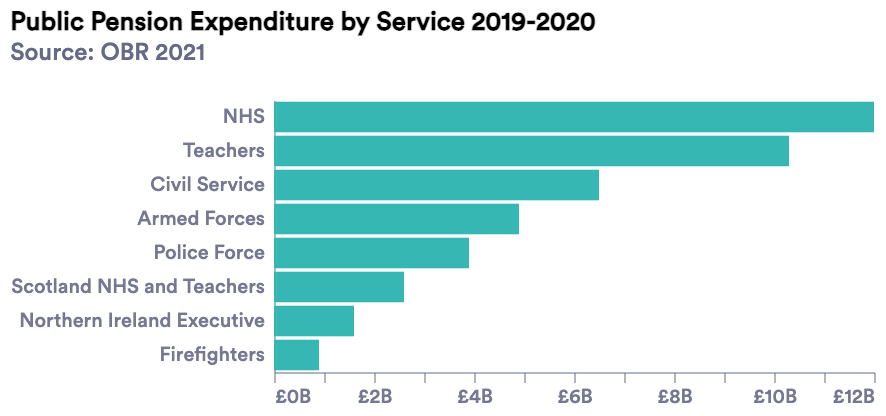 Public Pension Expenditure by Service 2019-2020
Source: OBR 2021
NHS
Teachers
Civil Service
Armed Forces
Police Force
Scotland NHS and Teachers
Northern Ireland Executive
Firefighters
£0B £2B £4B £6B £8B £10B £12B